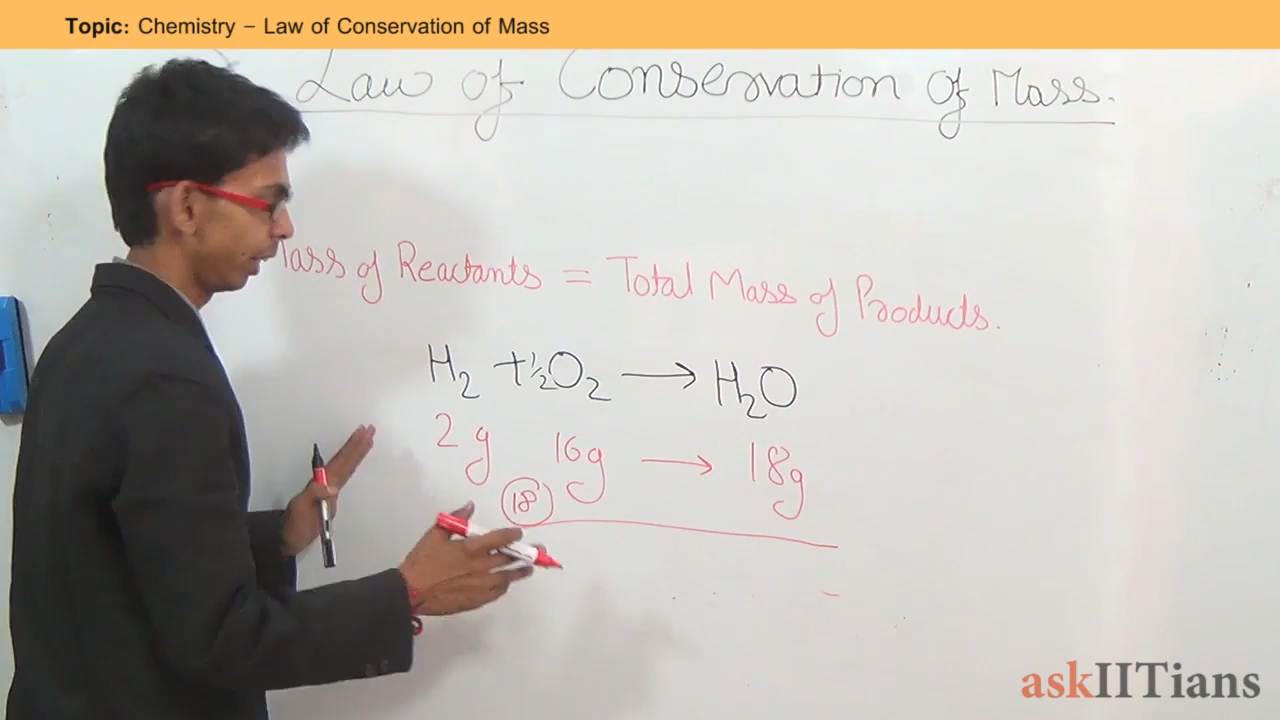 Topic: Chemistry – Law of Conservation of Mass
Law of Conservation of Mass.
Mass of Reactants = Total Mass of Products.
H₂ + ½O₂ → H₂O
2g 16g → 18g
18
askIITians